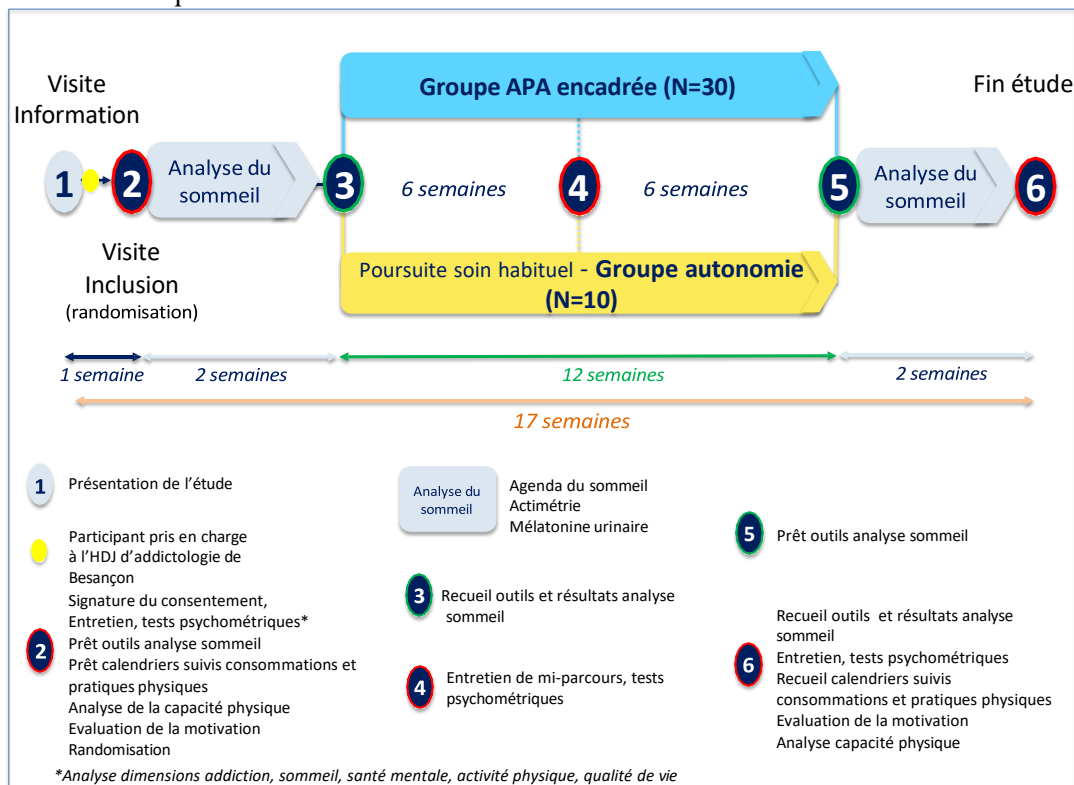 Visite
Information
Groupe APA encadrée (N=30)
Fin étude
1
2
Analyse du
sommeil
3
6 semaines
4
6 semaines
5
Analyse du
sommeil
6
Visite
Inclusion
(randomisation)
Poursuite soin habituel - Groupe autonomie
(N=10)
1 semaine
2 semaines
12 semaines
2 semaines
17 semaines
1
Présentation de l'étude
Participant pris en charge
à l'HDJ d'addictologie de
Besançon
2
Signature du consentement,
Entretien, tests psychométriques*
Prêt outils analyse sommeil
Prêt calendriers suivis consommations et
pratiques physiques
Analyse de la capacité physique
Evaluation de la motivation
Randomisation
Analyse du
sommeil
Agenda du sommeil
Actimétrie
Mélatonine urinaire
3
Recueil outils et résultats analyse
sommeil
4
Entretien de mi-parcours, tests
psychométriques
5
Prêt outils analyse sommeil
6
Recueil outils et résultats analyse
sommeil
Entretien, tests psychométriques
Recueil calendriers suivis
consommations et pratiques physiques
Evaluation de la motivation
Analyse capacité physique
*Analyse dimensions addiction, sommeil, santé mentale, activité physique, qualité de vie